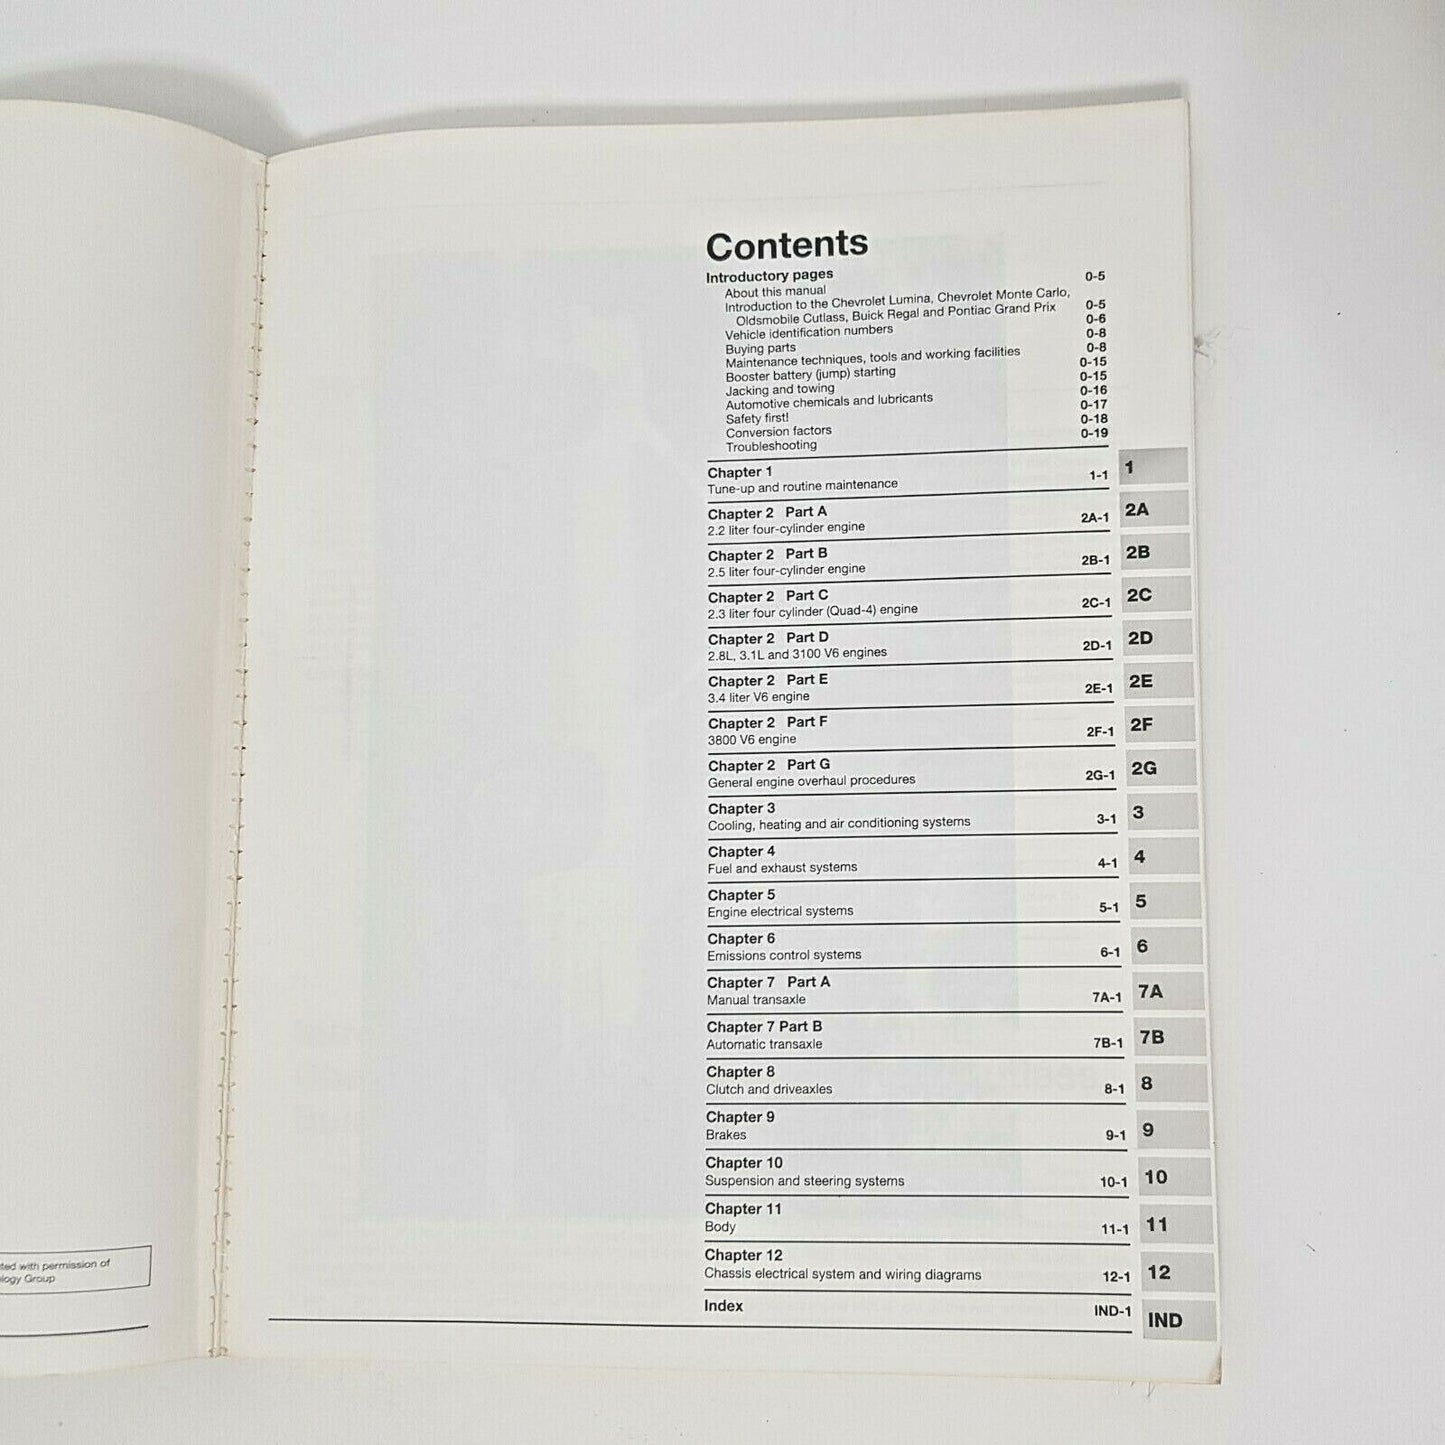 ted with permission of
logy Group
Contents
Introductory pages
About this manual 0-5
Introduction to the Chevrolet Lumina, Chevrolet Monte Carlo,
Oldsmobile Cutlass, Buick Regal and Pontiac Grand Prix 0-5
Vehicle identification numbers 0-6
Buying parts 0-8
Maintenance techniques, tools and working facilities 0-8
Booster battery (jump) starting 0-15
Jacking and towing 0-15
Automotive chemicals and lubricants 0-16
Safety first! 0-17
Conversion factors 0-18
Troubleshooting 0-19
Chapter 1
Tune-up and routine maintenance 1-1 1
Chapter 2 Part A
2.2 liter four-cylinder engine 2A-1 2A
Chapter 2 Part B
2.5 liter four-cylinder engine 2B-1 2B
Chapter 2 Part C
2.3 liter four cylinder (Quad-4) engine 2C-1 2C
Chapter 2 Part D
2.8L, 3.1L and 3100 V6 engines 2D-1 2D
Chapter 2 Part E
3.4 liter V6 engine 2E-1 2E
Chapter 2 Part F
3800 V6 engine 2F-1 2F
Chapter 2 Part G
General engine overhaul procedures 2G-1 2G
Chapter 3
Cooling, heating and air conditioning systems 3-1 3
Chapter 4
Fuel and exhaust systems 4-1 4
Chapter 5
Engine electrical systems 5-1 5
Chapter 6
Emissions control systems 6-1 6
Chapter 7 Part A
Manual transaxle 7A-1 7A
Chapter 7 Part B
Automatic transaxle 7B-1 7B
Chapter 8
Clutch and driveaxles 8-1 8
Chapter 9
Brakes 9-1 9
Chapter 10
Suspension and steering systems 10-1 10
Chapter 11
Body 11-1 11
Chapter 12
Chassis electrical system and wiring diagrams 12-1 12
Index IND-1 IND